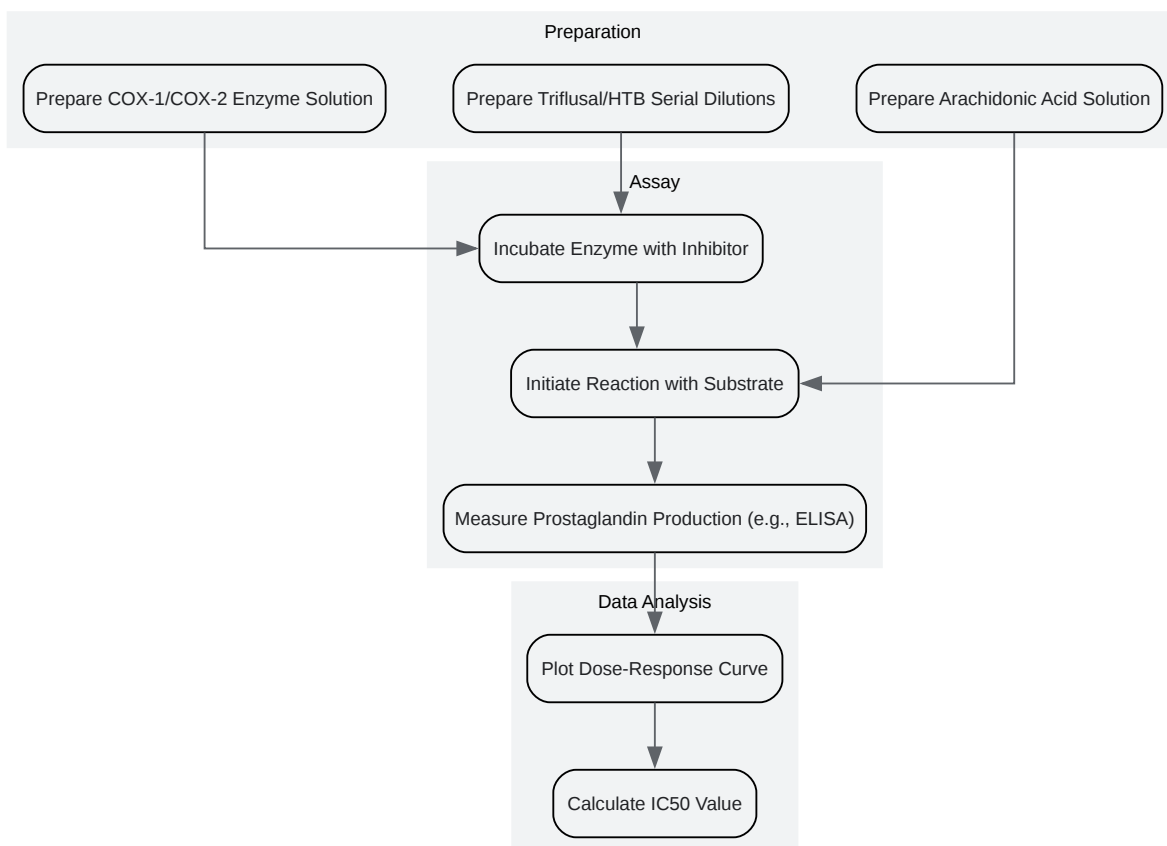 Preparation
Prepare COX-1/COX-2 Enzyme Solution
Prepare Triflusal/HTB Serial Dilutions
Prepare Arachidonic Acid Solution
Assay
Incubate Enzyme with Inhibitor
Initiate Reaction with Substrate
Measure Prostaglandin Production (e.g., ELISA)
Data Analysis
Plot Dose-Response Curve
Calculate IC50 Value